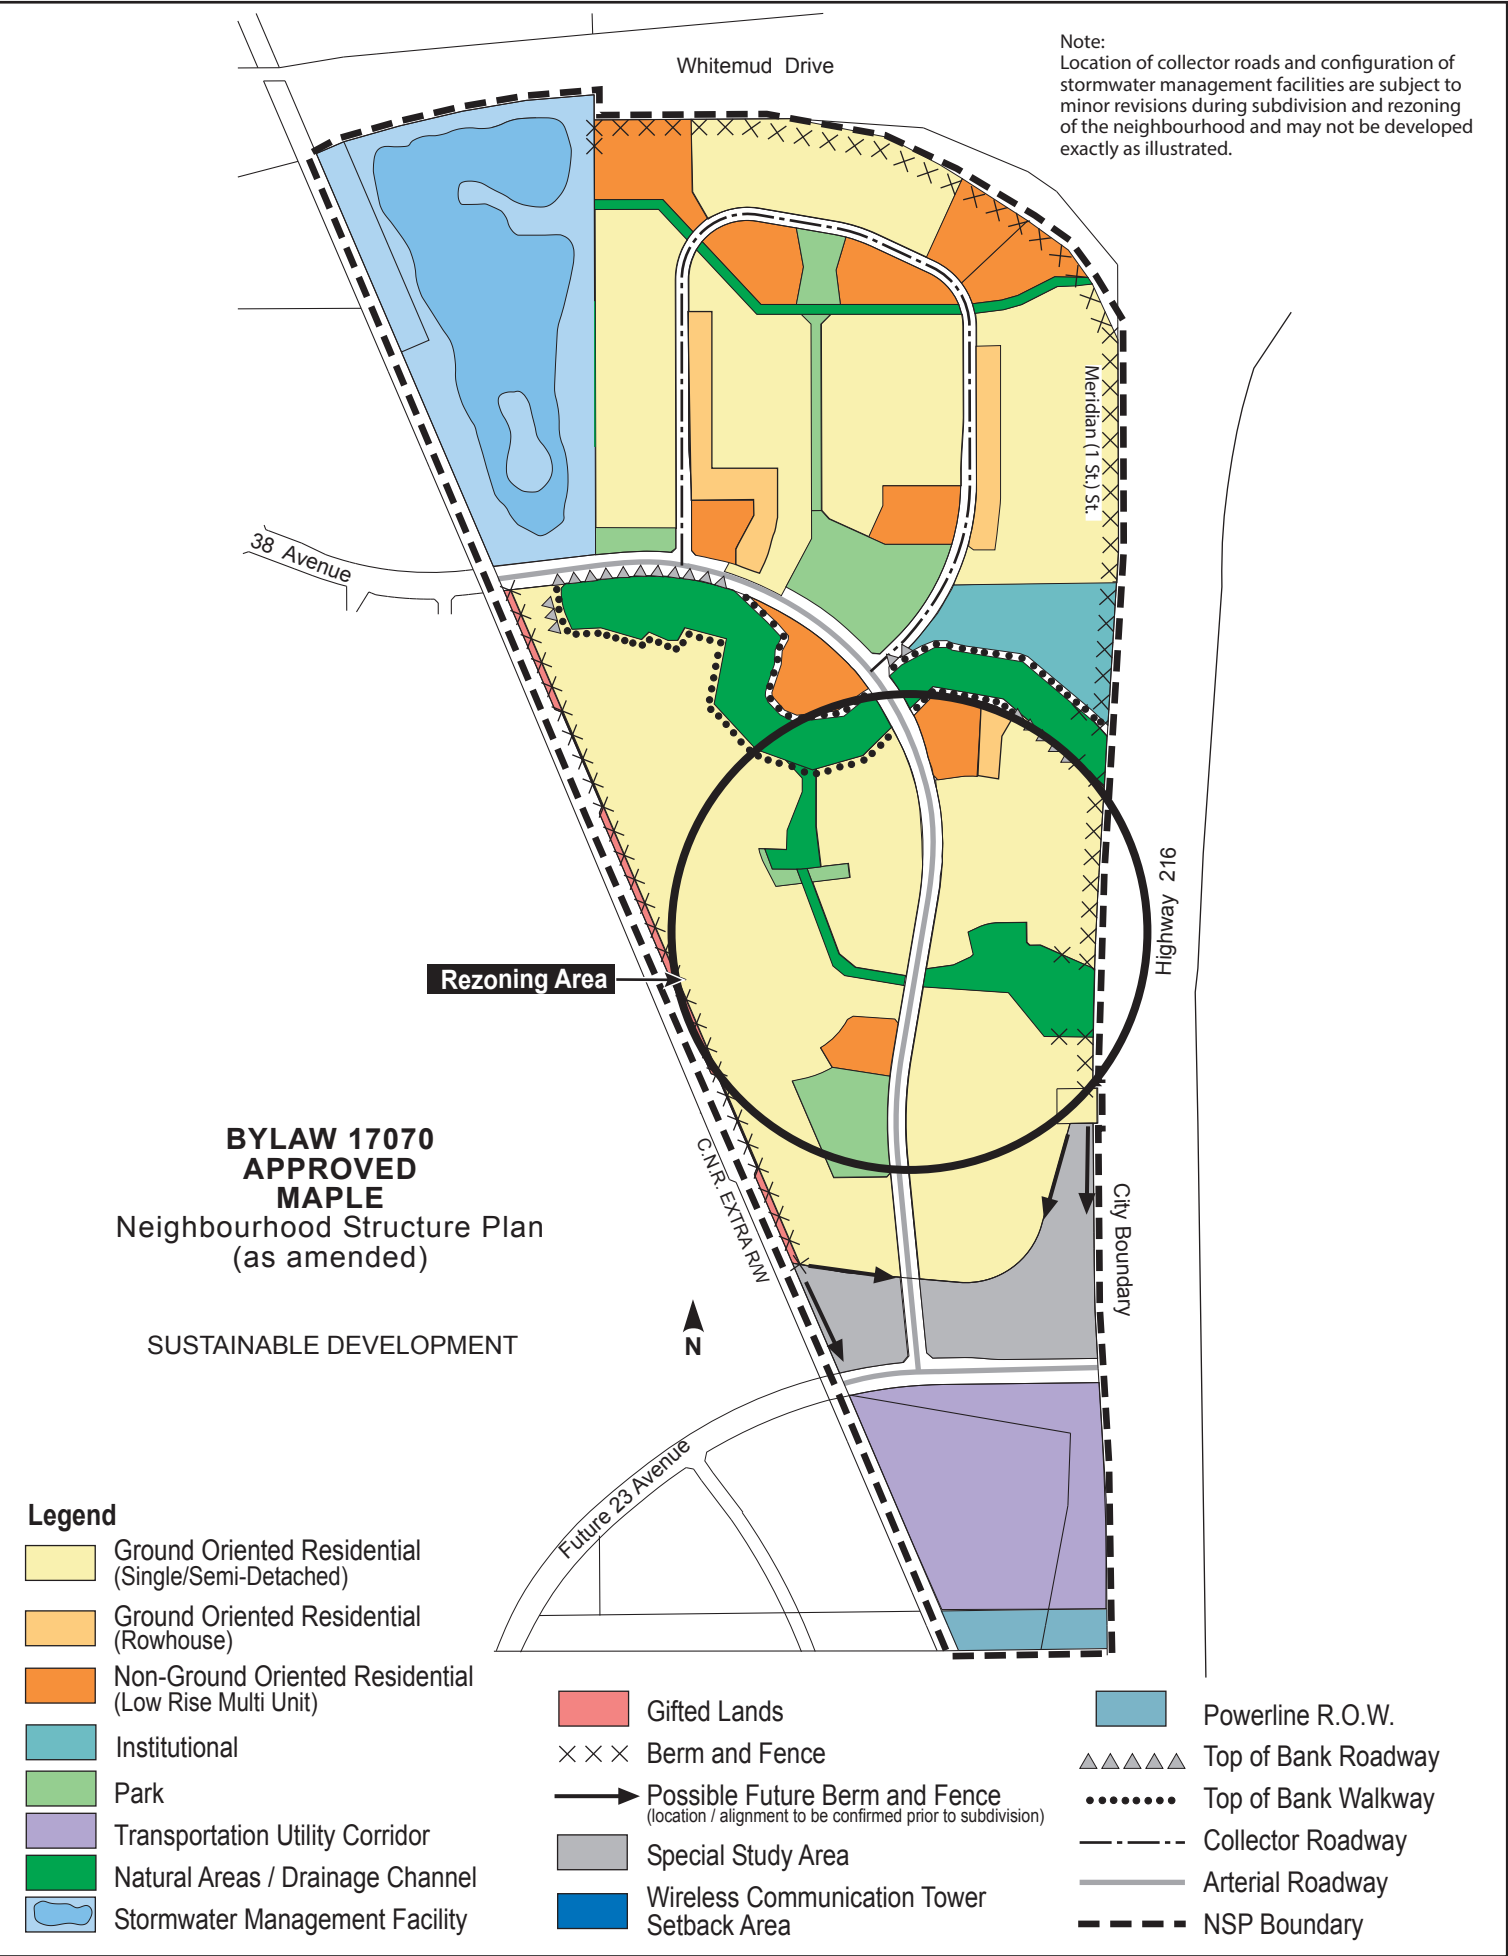 Whitemud Drive
Note:
Location of collector roads and configuration of
stormwater management facilities are subject to
minor revisions during subdivision and rezoning
of the neighbourhood and may not be developed
exactly as illustrated.
Meridian (1 St.) St.
38 Avenue
Highway 216
Rezoning Area
BYLAW 17070
APPROVED
MAPLE
Neighbourhood Structure Plan
(as amended)
SUSTAINABLE DEVELOPMENT
C.N.R. EXTRA R/W
City Boundary
N
Future 23 Avenue
Legend
Ground Oriented Residential
(Single/Semi-Detached)
Ground Oriented Residential
(Rowhouse)
Non-Ground Oriented Residential
(Low Rise Multi Unit)
Institutional
Park
Transportation Utility Corridor
Natural Areas / Drainage Channel
Stormwater Management Facility
Gifted Lands
Berm and Fence
Possible Future Berm and Fence
(location / alignment to be confirmed prior to subdivision)
Special Study Area
Wireless Communication Tower
Setback Area
Powerline R.O.W.
Top of Bank Roadway
Top of Bank Walkway
Collector Roadway
Arterial Roadway
NSP Boundary